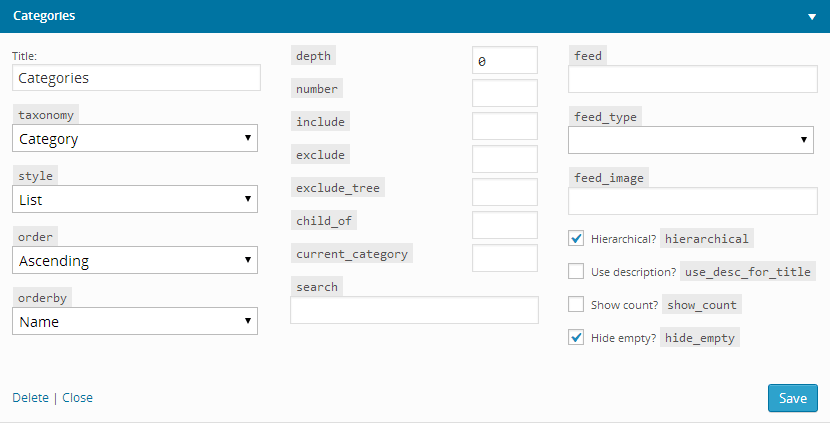 Categories
Title:
Categories
taxonomy
Category
style
List
order
Ascending
orderby
Name
depth
0
number
include
exclude
exclude_tree
child_of
current_category
search
feed
feed_type
feed_image
Hierarchical? hierarchical
Use description? use_desc_for_title
Show count? show_count
Hide empty? hide_empty
Delete | Close
Save